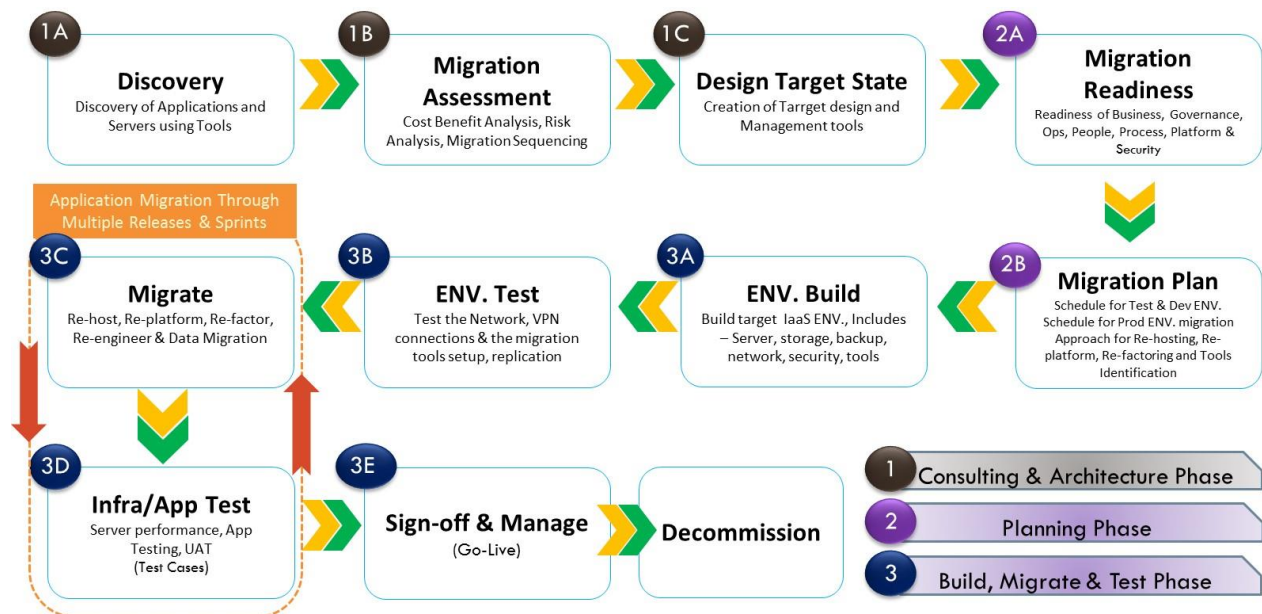 1A
Discovery
Discovery of Applications and
Servers using Tools
1B
Migration
Assessment
Cost Benefit Analysis, Risk
Analysis, Migration Sequencing
1C
Design Target State
Creation of Tarrget design and
Management tools
2A
Migration
Readiness
Readiness of Business, Governance,
Ops, People, Process, Platform &
Security
Application Migration Through
Multiple Releases & Sprints
3C
Migrate
Re-host, Re-platform, Re-factor,
Re-engineer & Data Migration
3B
ENV. Test
Test the Network, VPN
connections & the migration
tools setup, replication
3A
ENV. Build
Build target IaaS ENV., Includes
– Server, storage, backup,
network, security, tools
2B
Migration Plan
Schedule for Test & Dev ENV.
Schedule for Prod ENV. migration
Approach for Re-hosting, Re-
platform, Re-factoring and Tools
Identification
3D
Infra/App Test
Server performance, App
Testing, UAT
(Test Cases)
3E
Sign-off & Manage
(Go-Live)
Decommission
1
Consulting & Architecture Phase
2
Planning Phase
3
Build, Migrate & Test Phase